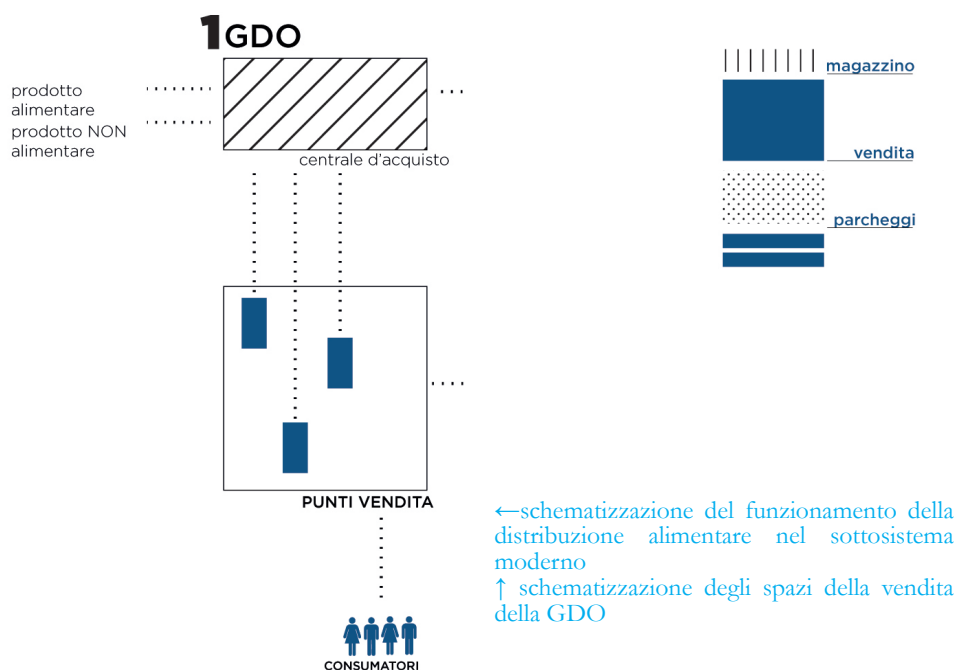 1GDO
prodotto
alimentare
prodotto NON
alimentare
centrale d'acquisto
magazzino
vendita
parcheggi
PUNTI VENDITA
←schematizzazione del funzionamento della
distribuzione alimentare nel sottosistema
moderno
↑ schematizzazione degli spazi della vendita
della GDO
CONSUMATORI